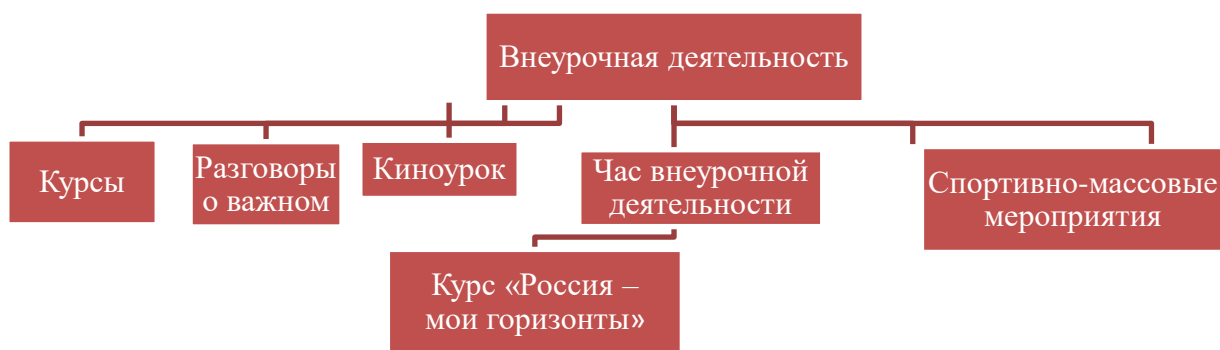 Внеурочная деятельность
Курсы
Разговоры
о важном
Киноурок
Час внеурочной
деятельности
Спортивно-массовые
мероприятия
Курс «Россия –
мои горизонты»